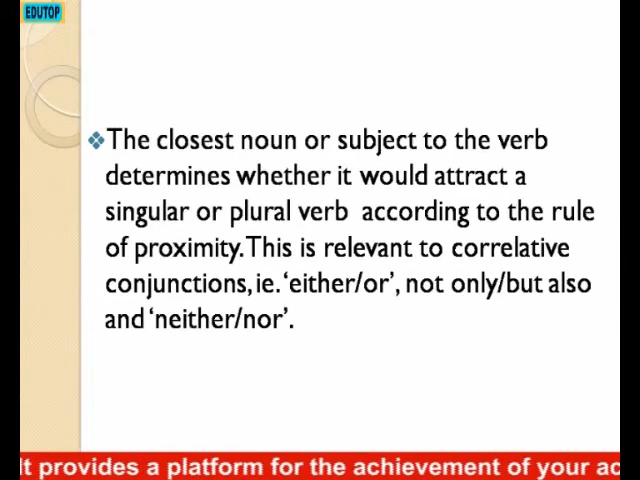 EDUTOP
The closest noun or subject to the verb
determines whether it would attract a
singular or plural verb according to the rule
of proximity. This is relevant to correlative
conjunctions, ie. ‘either/or’, not only/but also
and ‘neither/nor’.
It provides a platform for the achievement of your